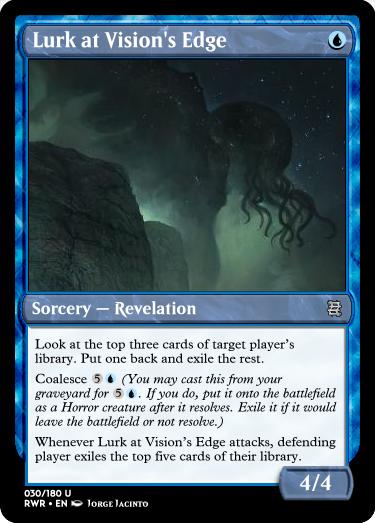 Lurk at Vision's Edge
Sorcery — Revelation
Look at the top three cards of target player's
library. Put one back and exile the rest.
Coalesce 5 (You may cast this from your
graveyard for 5 . If you do, put it onto the battlefield
as a Horror creature after it resolves. Exile it if it would
leave the battlefield or not resolve.)
Whenever Lurk at Vision's Edge attacks, defending
player exiles the top five cards of their library.
4/4
030/180 U
RWR • EN Jorge Jacinto